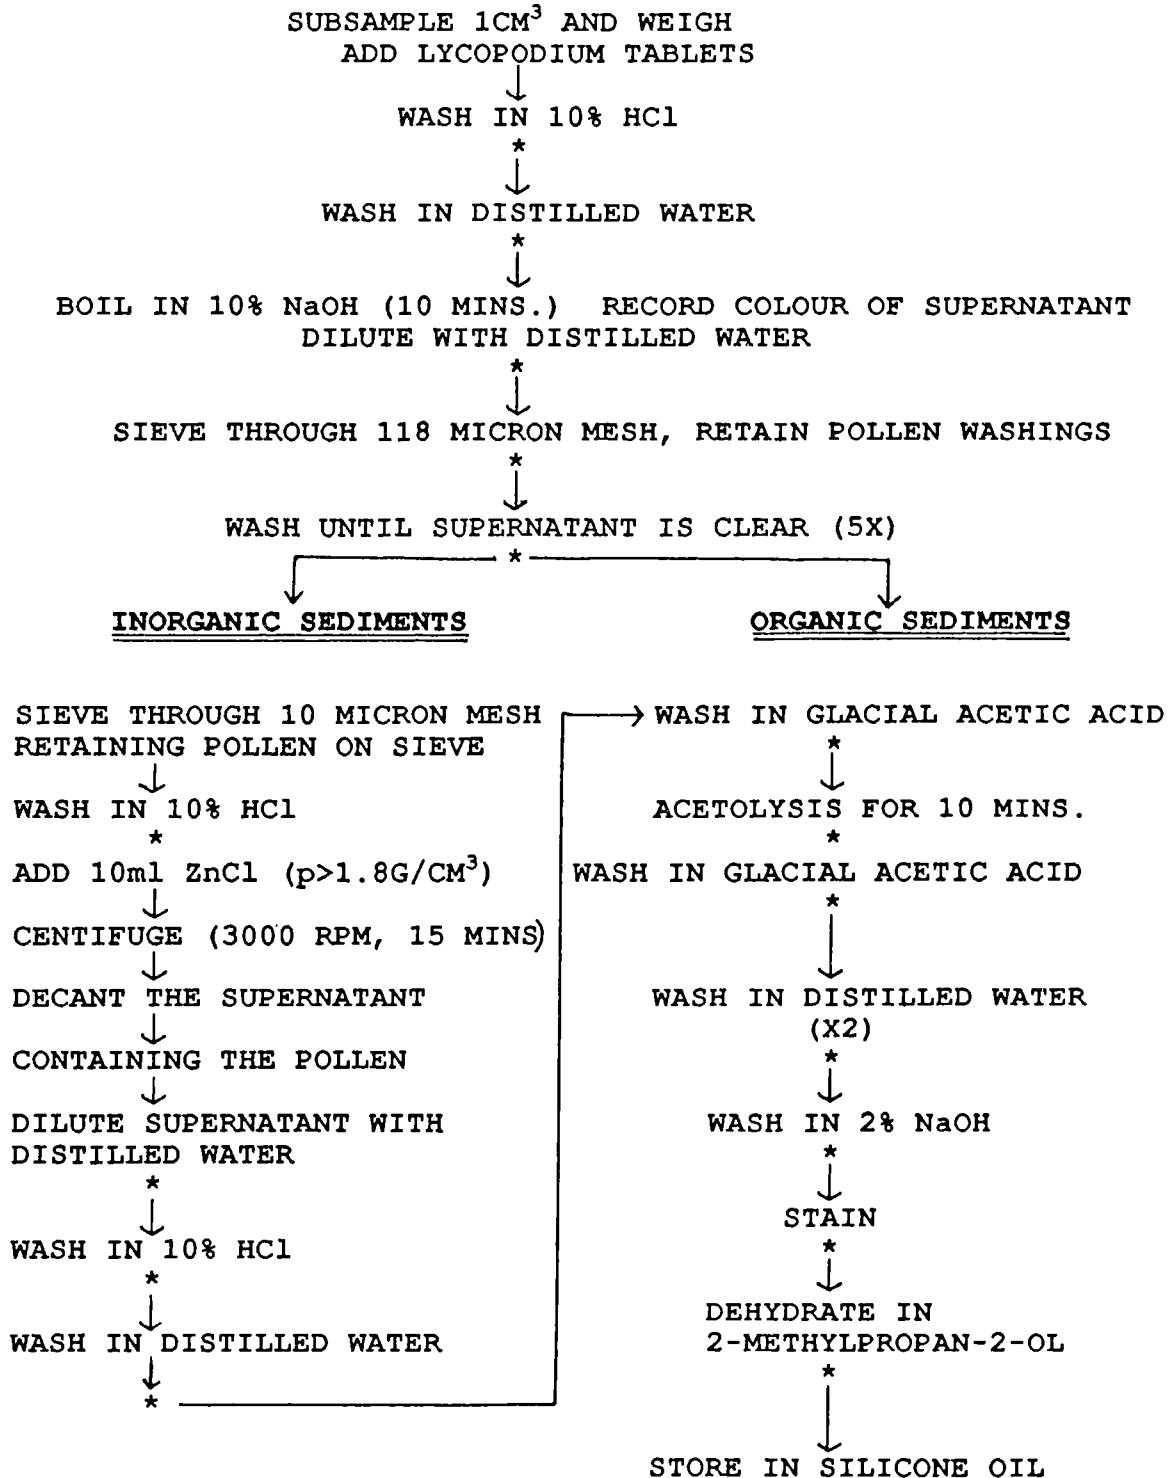 SUBSAMPLE 1CM³ AND WEIGH
ADD LYCOPODIUM TABLETS
WASH IN 10% HCl
*
WASH IN DISTILLED WATER
*
BOIL IN 10% NaOH (10 MINS.) RECORD COLOUR OF SUPERNATANT
DILUTE WITH DISTILLED WATER
*
SIEVE THROUGH 118 MICRON MESH, RETAIN POLLEN WASHINGS
*
WASH UNTIL SUPERNATANT IS CLEAR (5X)
*
INORGANIC SEDIMENTS
SIEVE THROUGH 10 MICRON MESH
RETAINING POLLEN ON SIEVE
WASH IN 10% HCl
*
ADD 10ml ZnCl (p>1.8G/CM³)
CENTIFUGE (3000 RPM, 15 MINS)
DECANT THE SUPERNATANT
CONTAINING THE POLLEN
DILUTE SUPERNATANT WITH
DISTILLED WATER
*
WASH IN 10% HCl
*
WASH IN DISTILLED WATER
*
ORGANIC SEDIMENTS
WASH IN GLACIAL ACETIC ACID
*
ACETOLYSIS FOR 10 MINS.
*
WASH IN GLACIAL ACETIC ACID
*
WASH IN DISTILLED WATER
(X2)
*
WASH IN 2% NaOH
*
STAIN
*
DEHYDRATE IN
2-METHYLPROPAN-2-OL
*
STORE IN SILICONE OIL